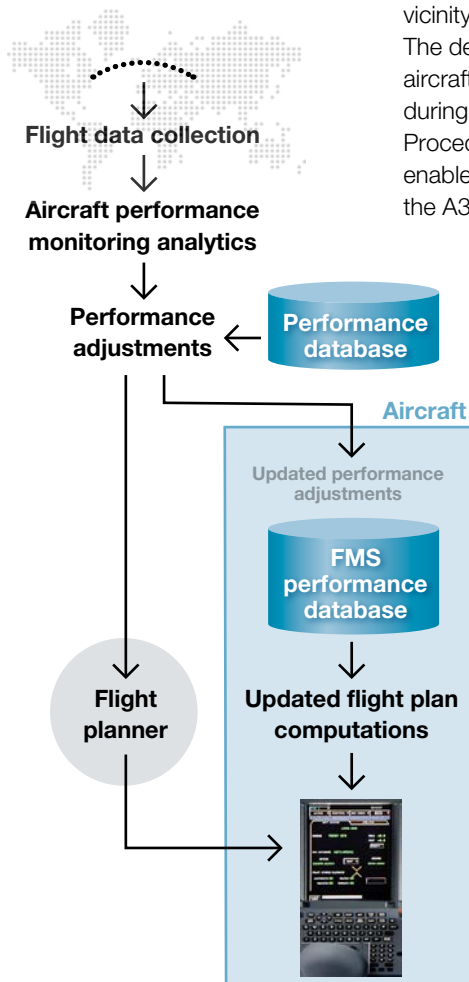 vicinity
The de
aircraft
during
Proced
enable
the A3
Flight data collection
Aircraft performance
monitoring analytics
Performance
adjustments
Performance
database
Aircraft
Updated performance
adjustments
FMS
performance
database
Flight
planner
Updated flight plan
computations